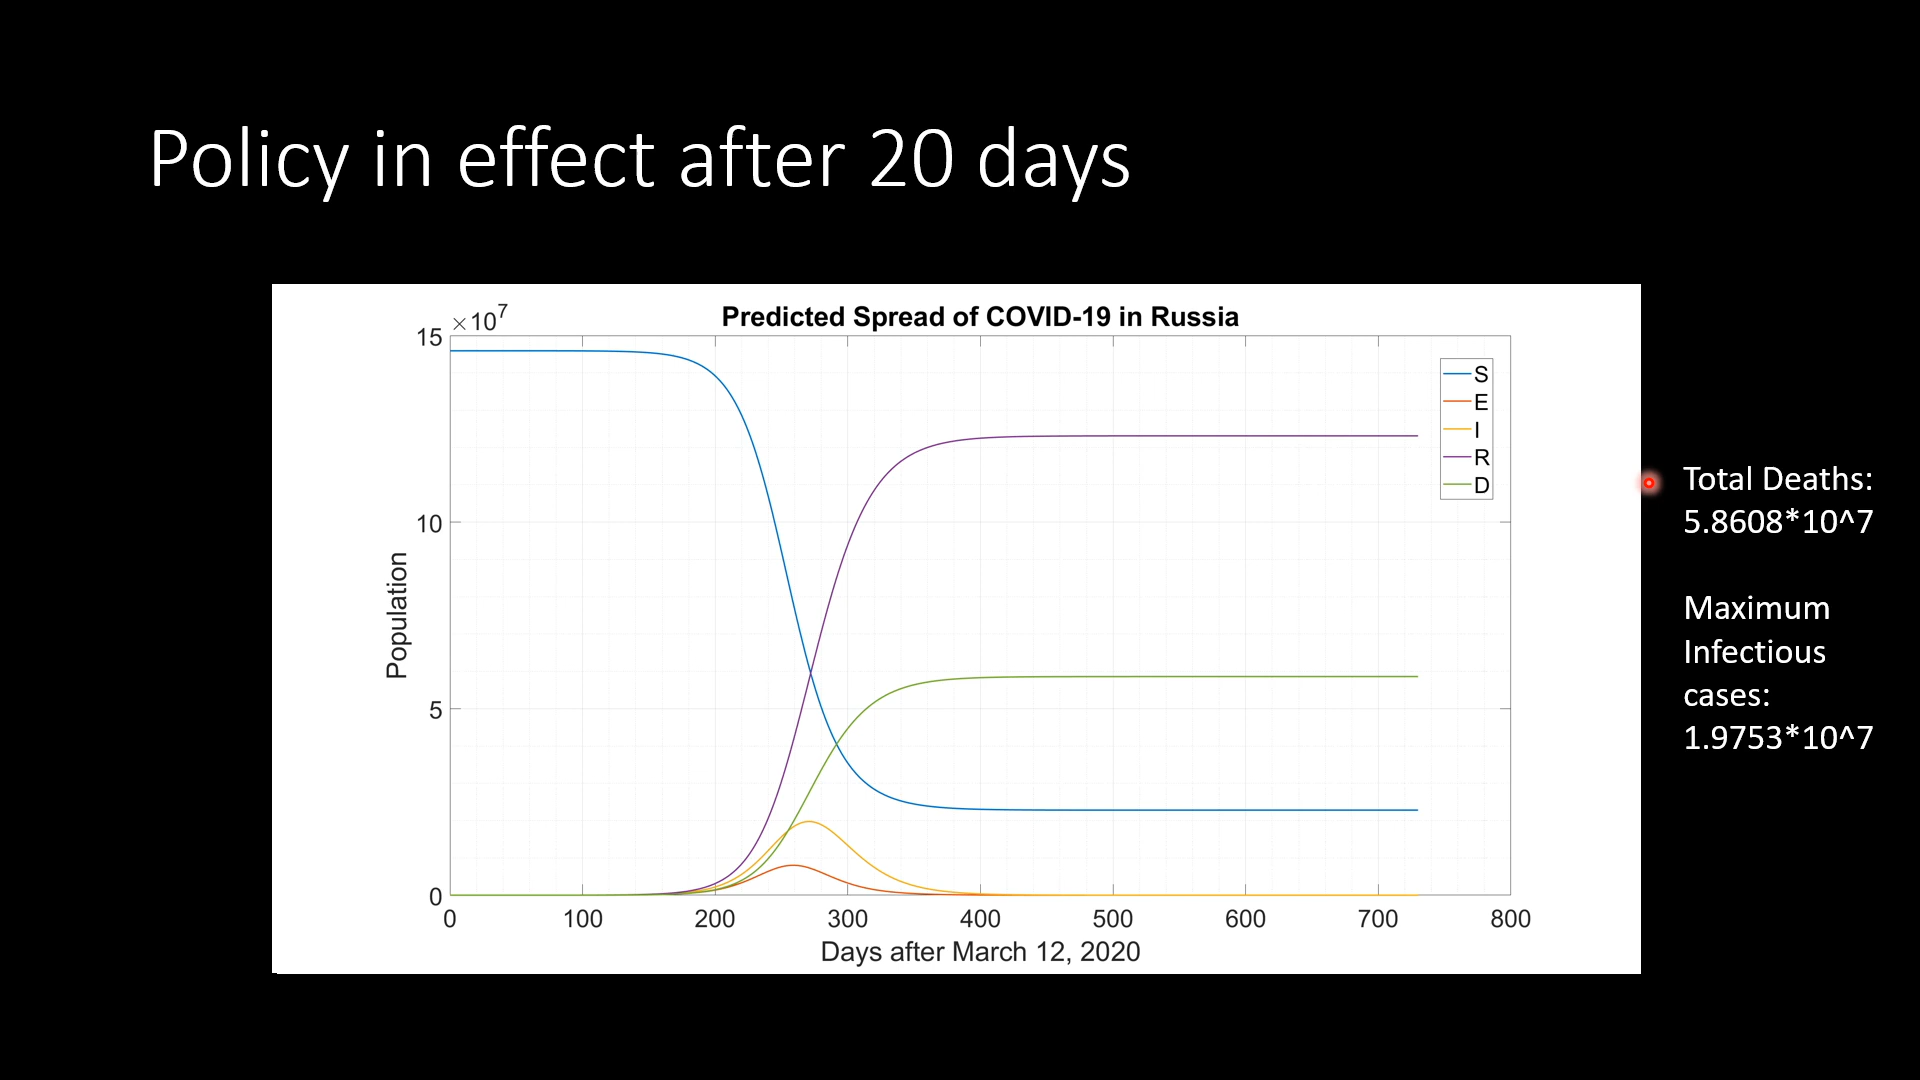 Policy in effect after 20 days
Predicted Spread of COVID-19 in Russia
×10^7
15
10
5
0
Population
0 100 200 300 400 500 600 700 800
Days after March 12, 2020
S
E
I
R
D
Total Deaths:
5.8608*10^7
Maximum
Infectious
cases:
1.9753*10^7